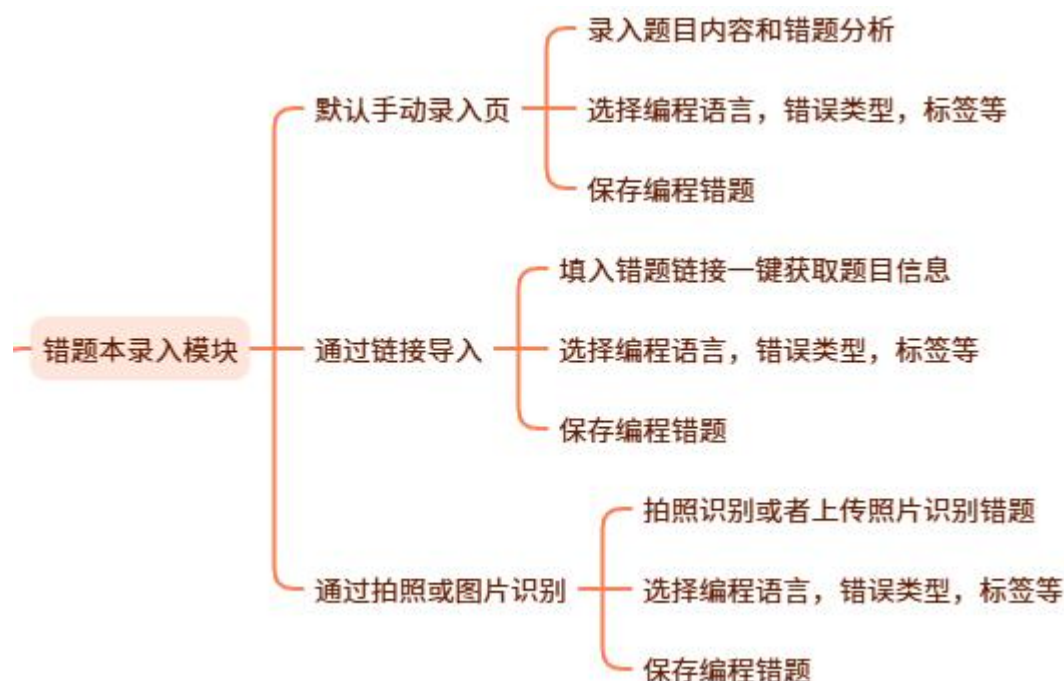 录入题目内容和错题分析
默认手动录入页
选择编程语言，错误类型，标签等
保存编程错题
填入错题链接一键获取题目信息
错题本录入模块
通过链接导入
选择编程语言，错误类型，标签等
保存编程错题
拍照识别或者上传照片识别错题
通过拍照或图片识别
选择编程语言，错误类型，标签等
保存编程错题